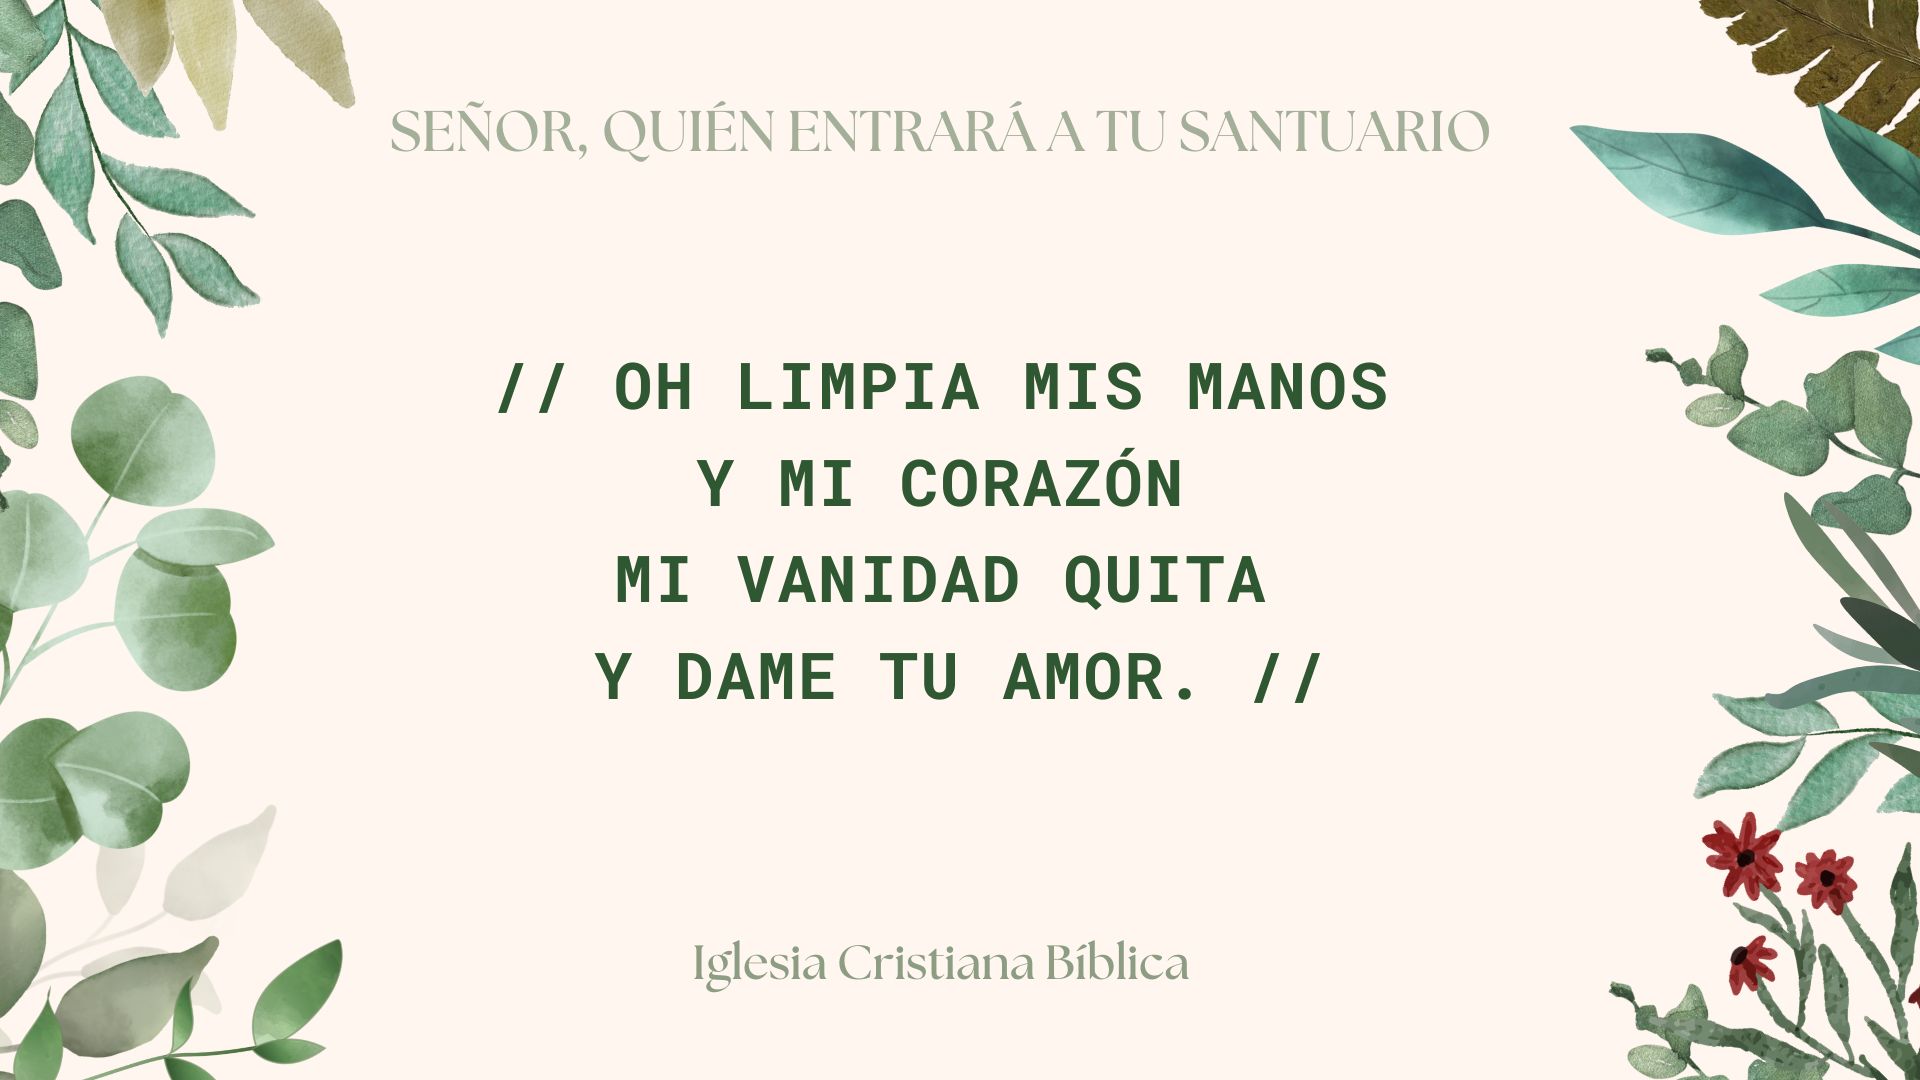 SEÑOR, QUIÉN ENTRARÁ A TU SANTUARIO
// OH LIMPIA MIS MANOS
Y MI CORAZÓN
MI VANIDAD QUITA
Y DAME TU AMOR. //
Iglesia Cristiana Bíblica